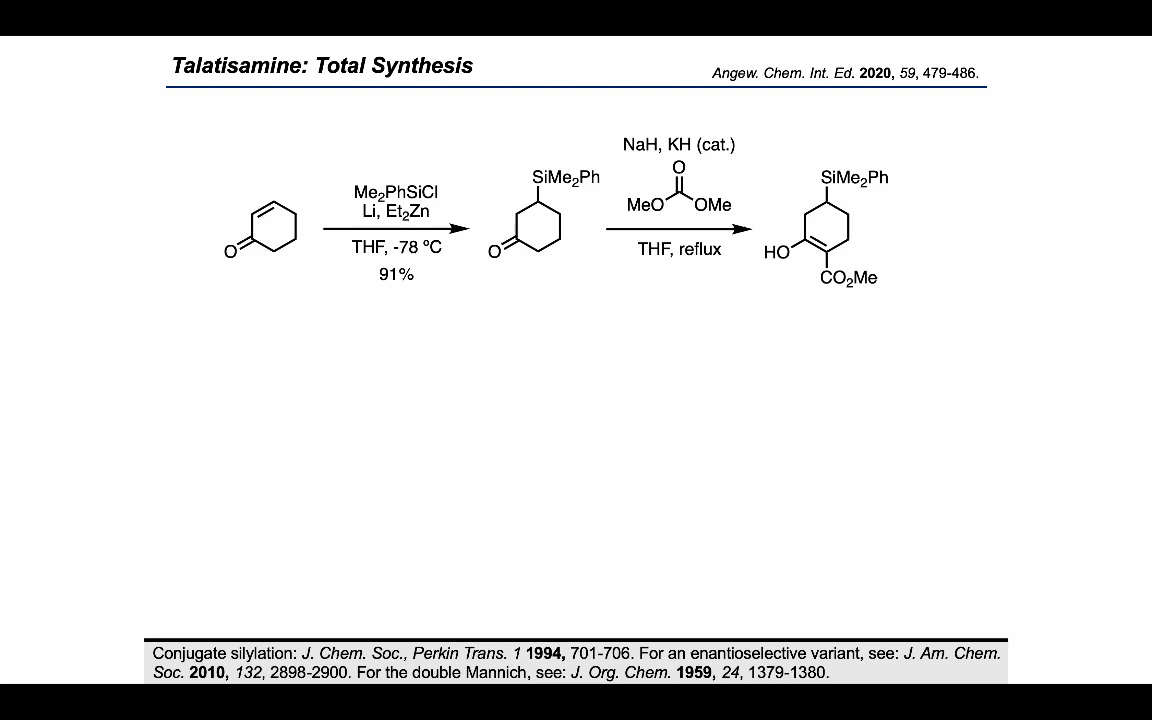 Talatisamine: Total Synthesis
Angew. Chem. Int. Ed. 2020, 59, 479-486.
O
Me₂PhSiCl
Li, Et₂Zn
THF, -78 ºC
91%
SiMe₂Ph
O
NaH, KH (cat.)
O
MeO OMe
THF, reflux
SiMe₂Ph
HO
CO₂Me
Conjugate silylation: J. Chem. Soc., Perkin Trans. 1 1994, 701-706. For an enantioselective variant, see: J. Am. Chem.
Soc. 2010, 132, 2898-2900. For the double Mannich, see: J. Org. Chem. 1959, 24, 1379-1380.